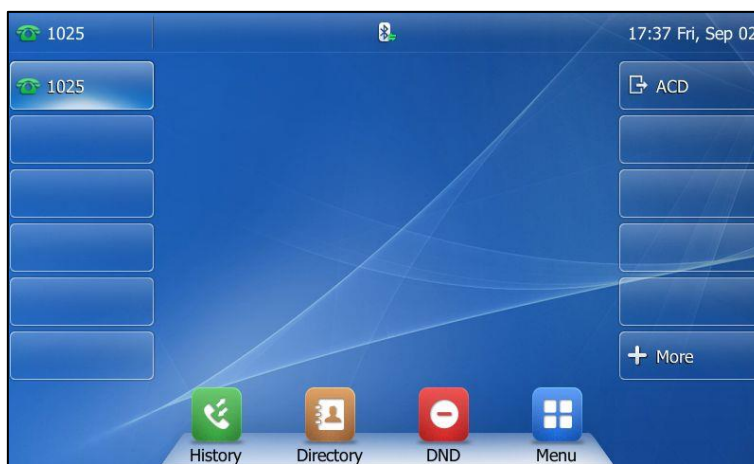 1025
17:37 Fri, Sep 02
1025
ACD
More
History
Directory
DND
Menu